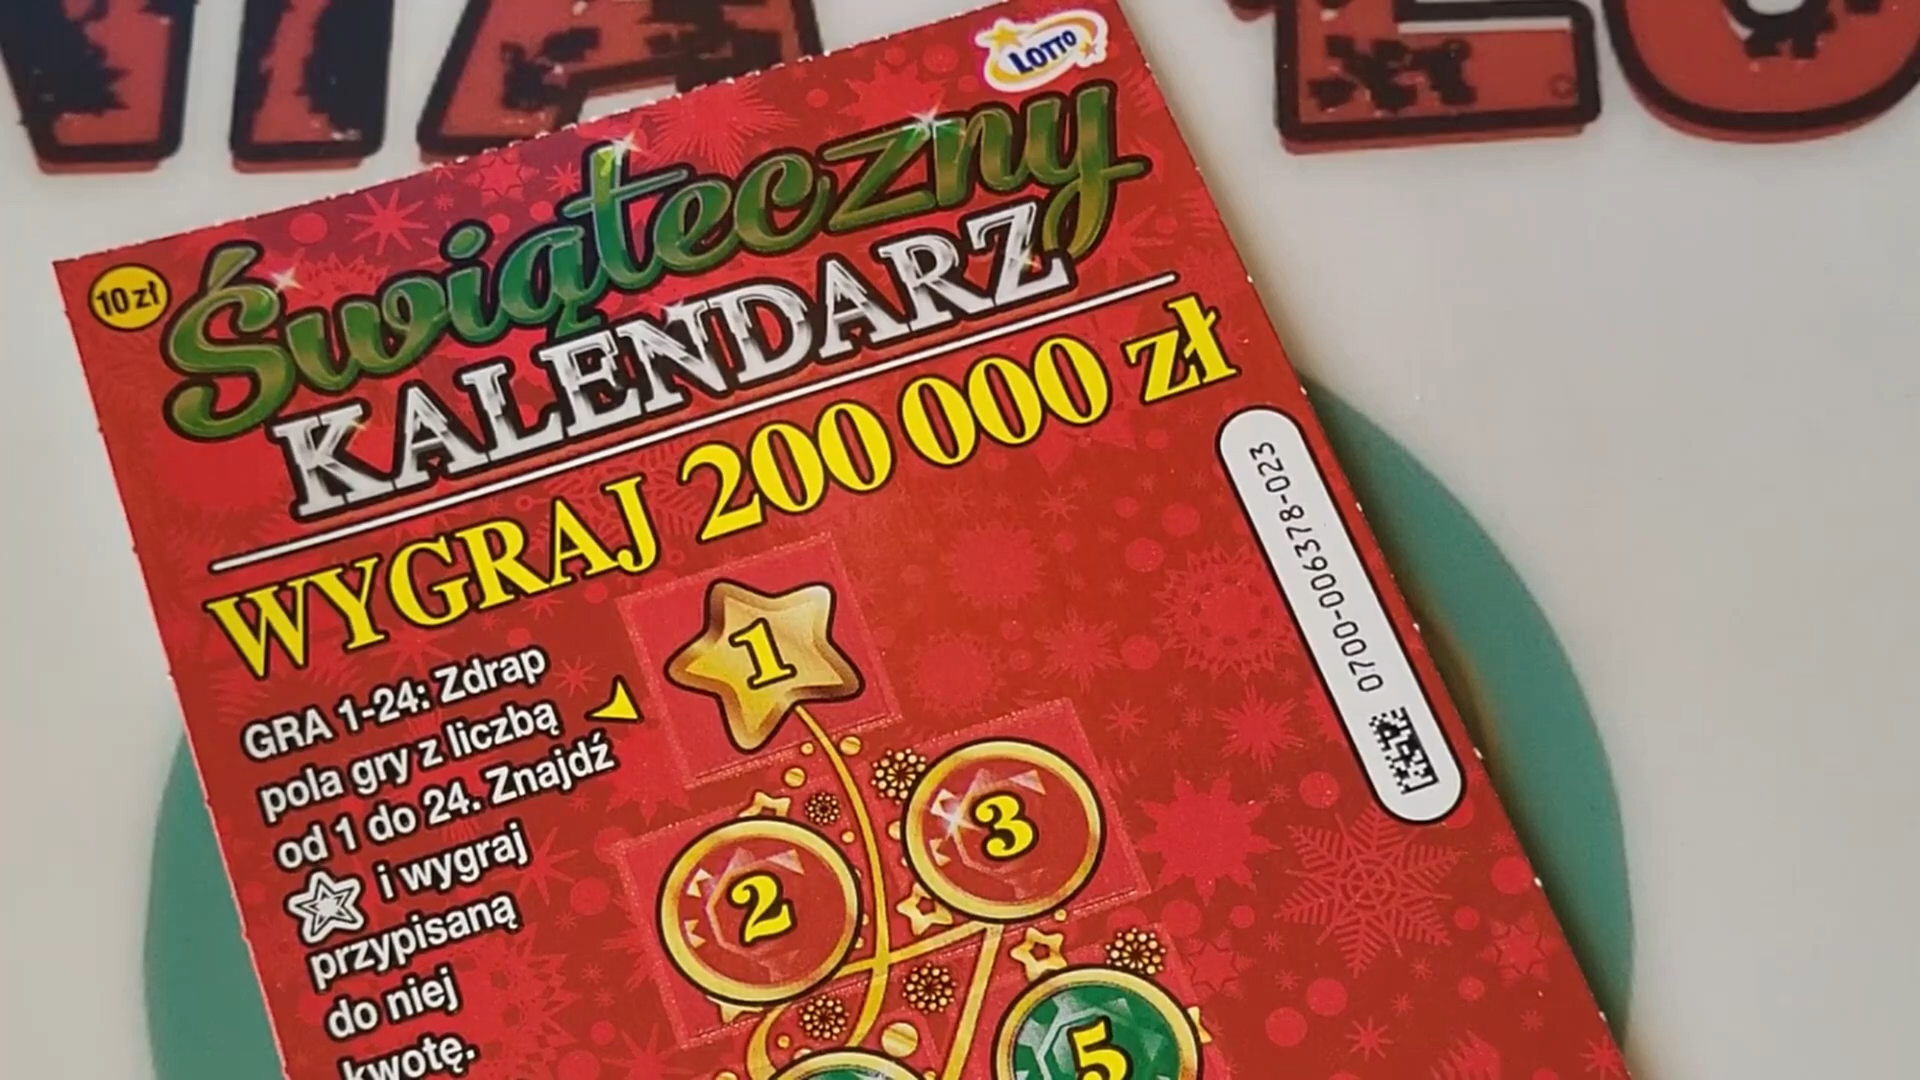 LOTTO
10 zł
Świąteczny
KALENDARZ
WYGRAJ 200 000 zł
GRA 1-24: Zdrap
pola gry z liczbą
od 1 do 24. Znajdź
i wygraj
przypisaną
do niej
kwotę.
1
2
3
5
0700-006378-023